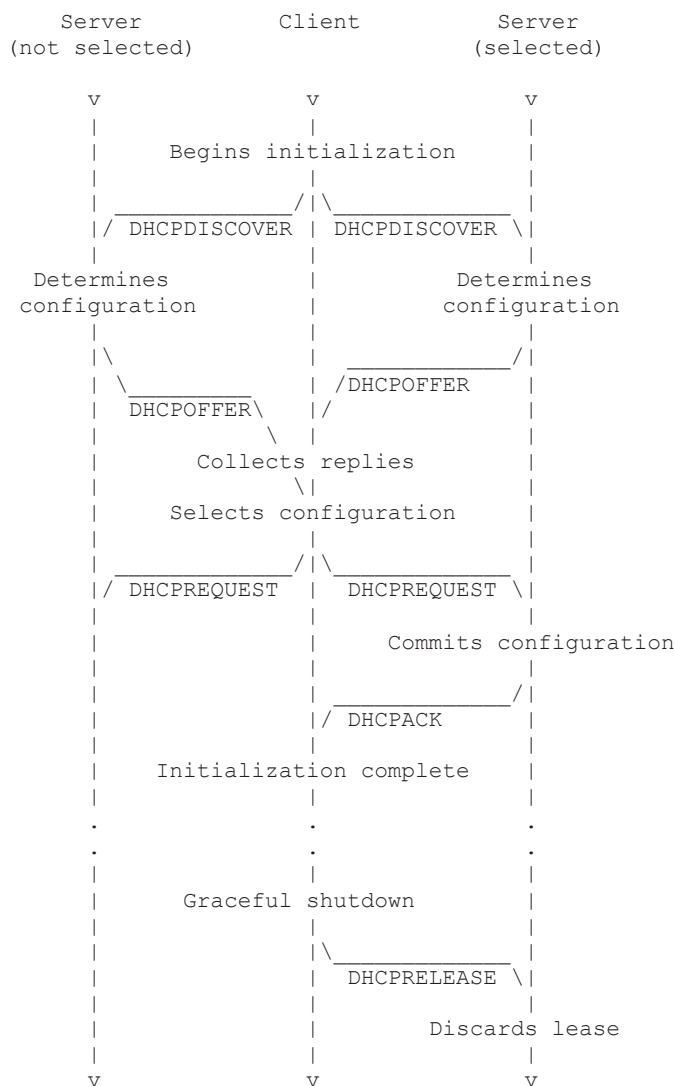 Server Client Server
(not selected) (selected)
v v v
Begins initialization
DHCPDISCOVER DHCPDISCOVER
Determines Determines
configuration configuration
DHCPOFFER
DHCPOFFER
Collects replies
Selects configuration
DHCPREQUEST DHCPREQUEST
Commits configuration
DHCPACK
Initialization complete
. . .
. . .
Graceful shutdown
DHCPRELEASE
Discards lease
v v v